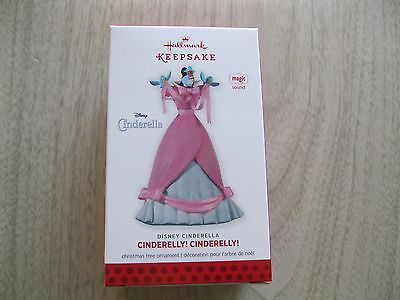 Hallmark
KEEPSAKE
magic
sound
Disney
Cinderella
DISNEY CINDERELLA
CINDERELLY! CINDERELLY!
christmas tree ornament | décoration pour l'arbre de noël